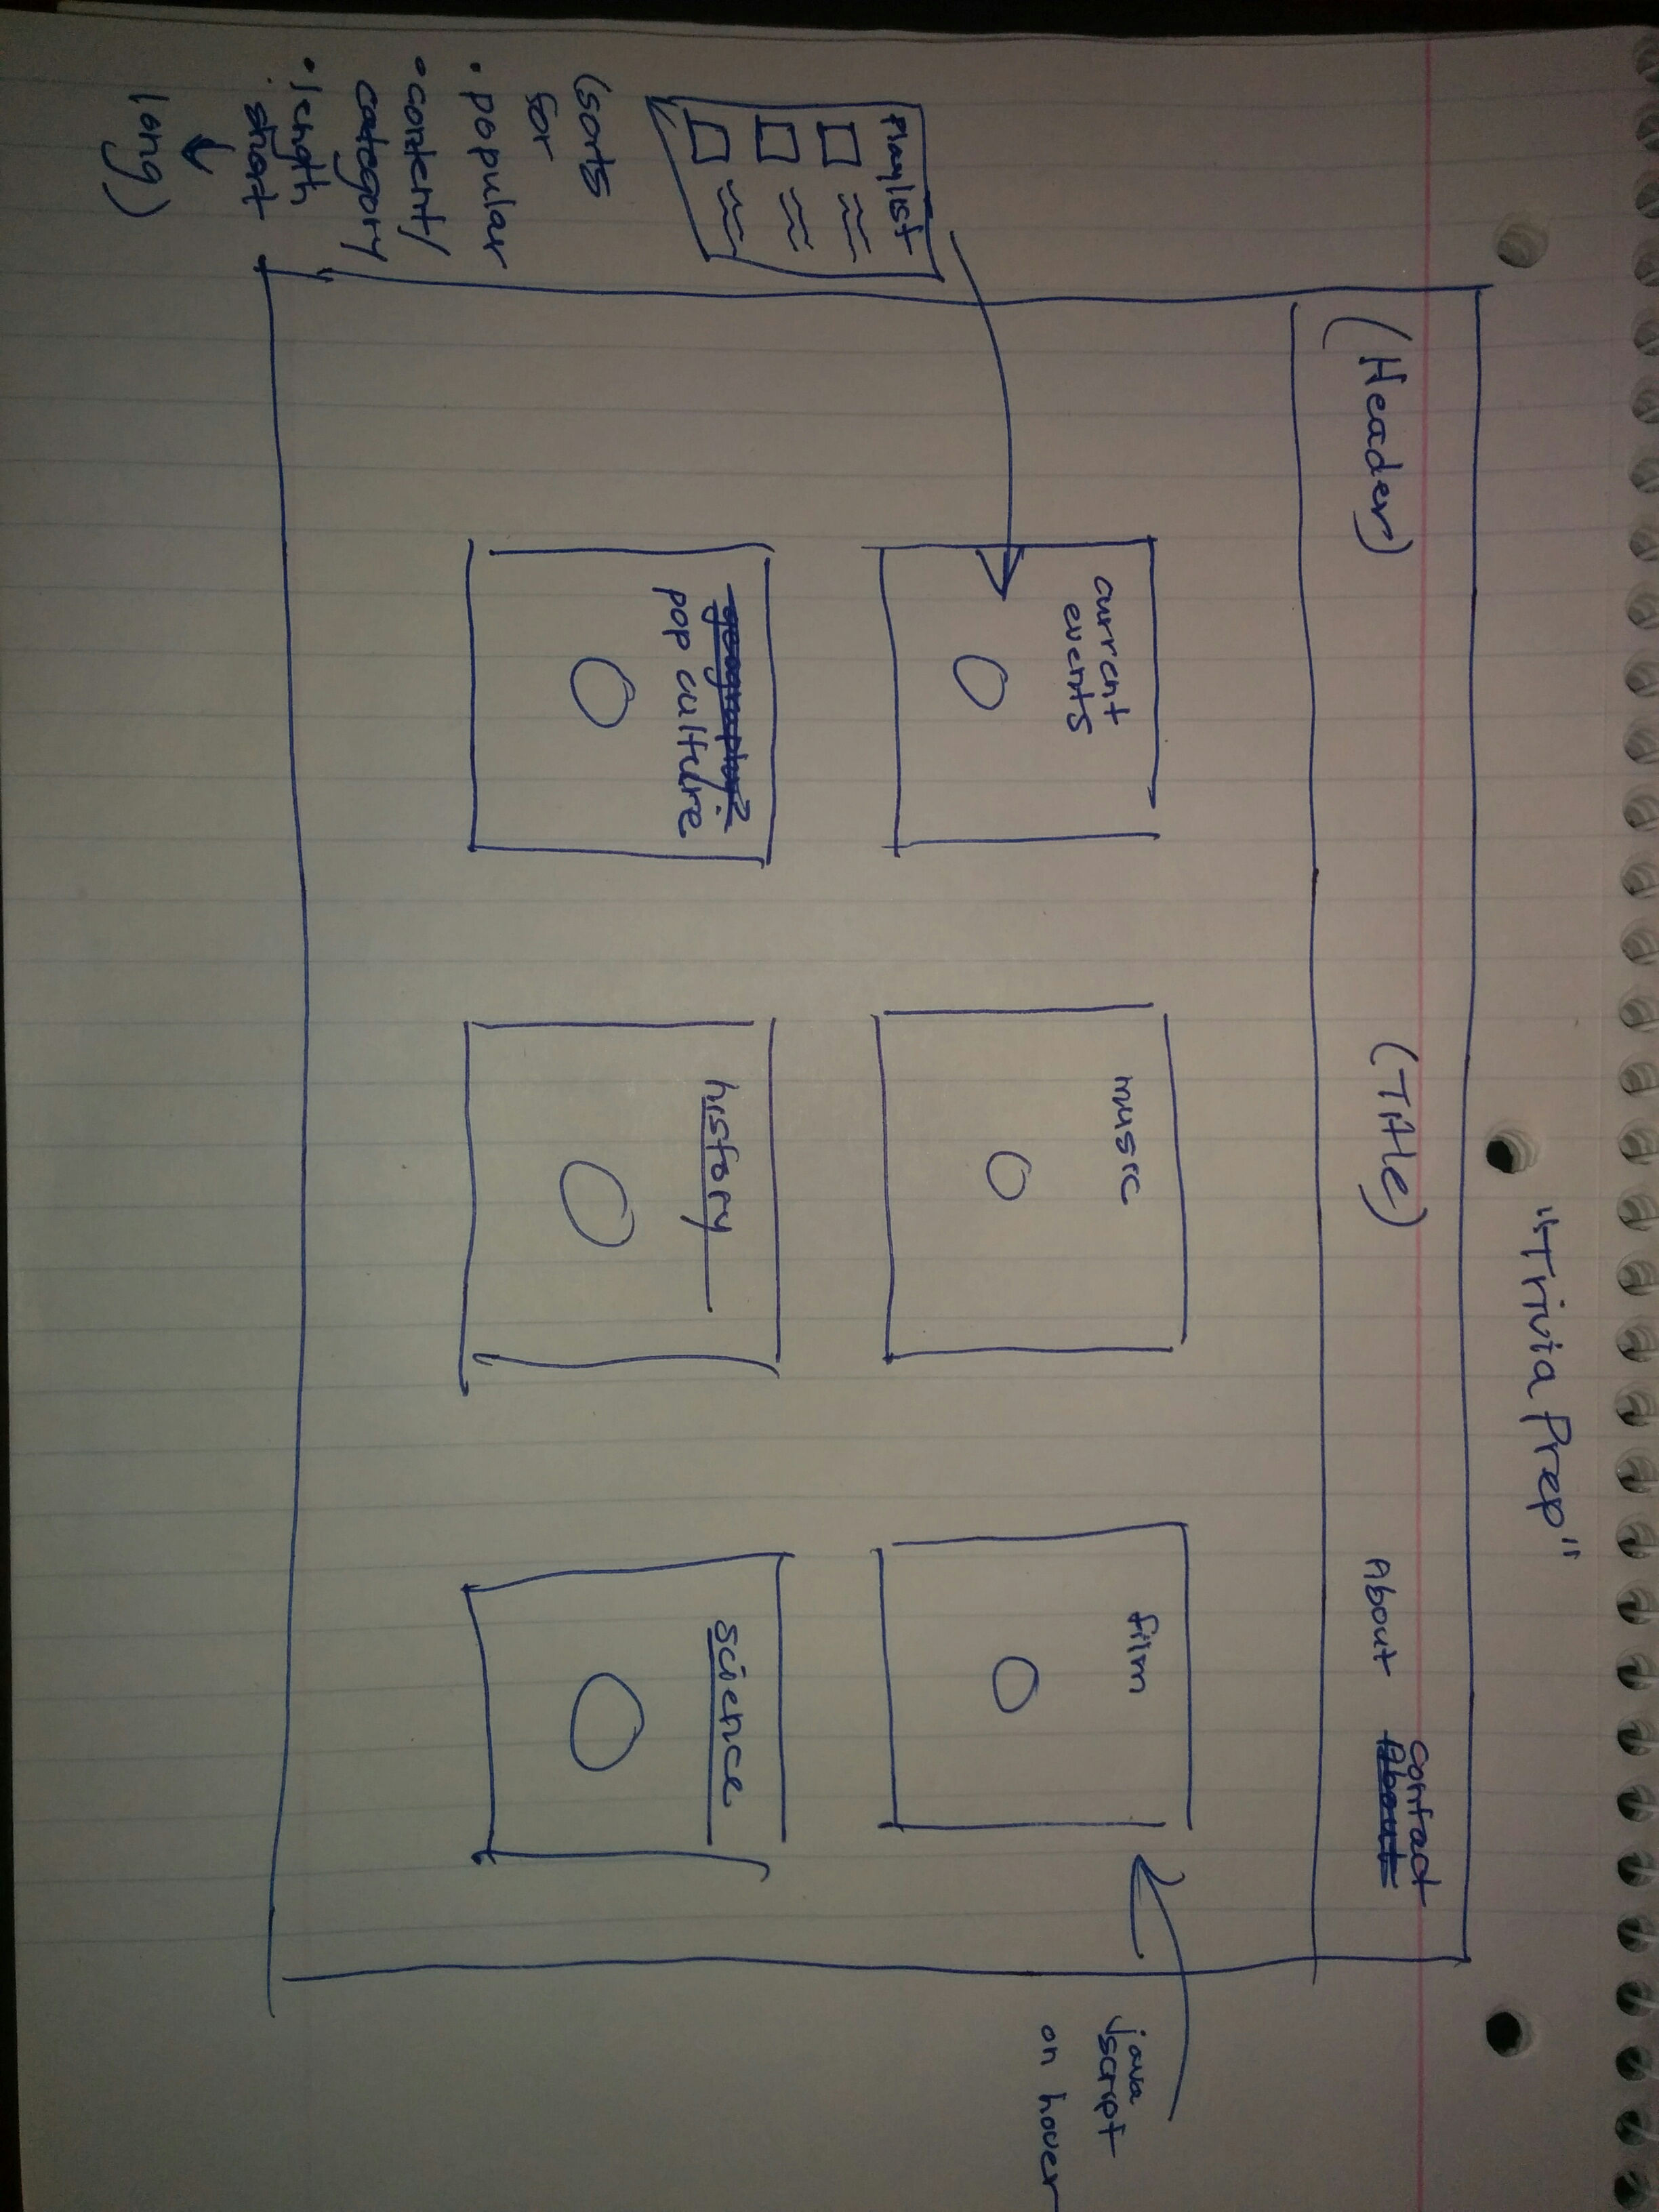 "Trivia Prep"
(Header)
(Title)
About
contact
About
current
events
music
film
java
script
on hover
Playlist
(sorts
for
• popular
• content/
category
• length
short
↓
long)
geography?
pop culture
history
science